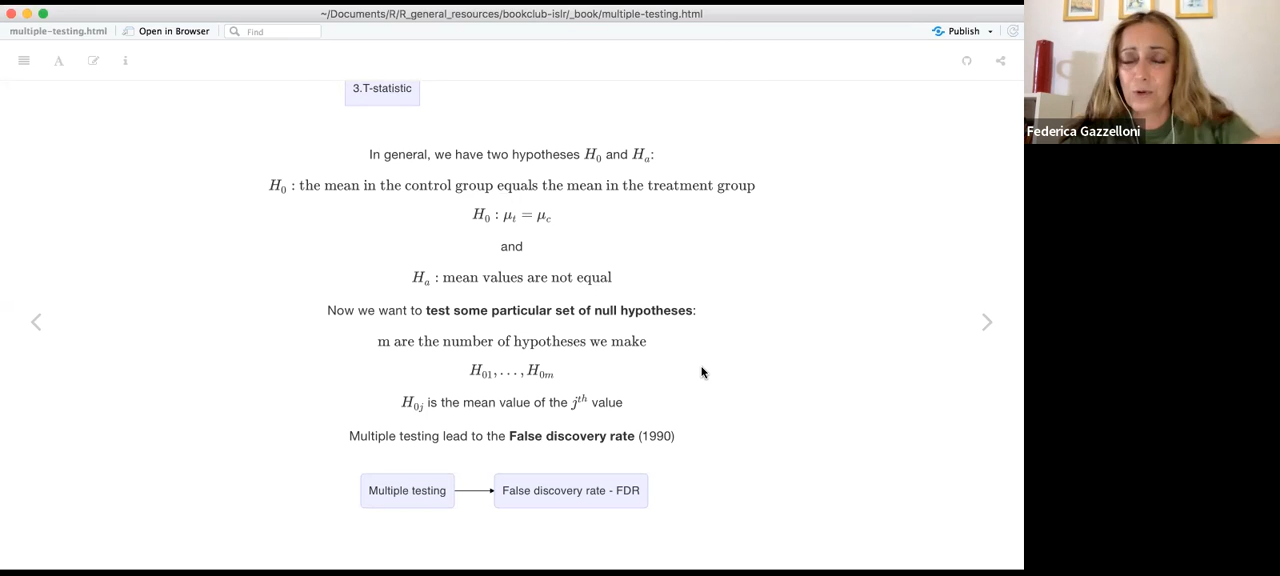 ~/Documents/R/R_general_resources/bookclub-islr/_book/multiple-testing.html
multiple-testing.html Open in Browser Find Publish
3.T-statistic
In general, we have two hypotheses H₀ and Hₐ:
H₀ : the mean in the control group equals the mean in the treatment group
H₀ : μₜ = μ_c
and
Hₐ : mean values are not equal
Now we want to test some particular set of null hypotheses:
m are the number of hypotheses we make
H₀₁, . . . , H₀ₘ
H₀ⱼ is the mean value of the jᵗʰ value
Multiple testing lead to the False discovery rate (1990)
Multiple testing False discovery rate - FDR
Federica Gazzelloni